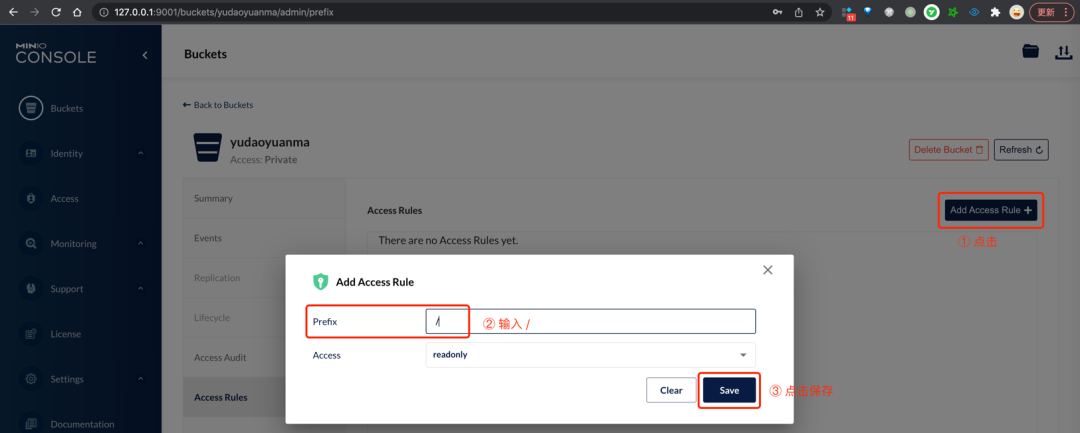 127.0.0.1:9001/buckets/yudaoyuanma/admin/prefix
11
更新
MINIO
CONSOLE
Buckets
Buckets
Identity
Access
Monitoring
Support
License
Settings
Documentation
Back to Buckets
yudaoyuanma
Access: Private
Delete Bucket
Refresh
Summary
Events
Replication
Lifecycle
Access Audit
Access Rules
Access Rules
Add Access Rule +
① 点击
There are no Access Rules yet.
Add Access Rule
Prefix
/
② 输入 /
Access
readonly
Clear
Save
③ 点击保存